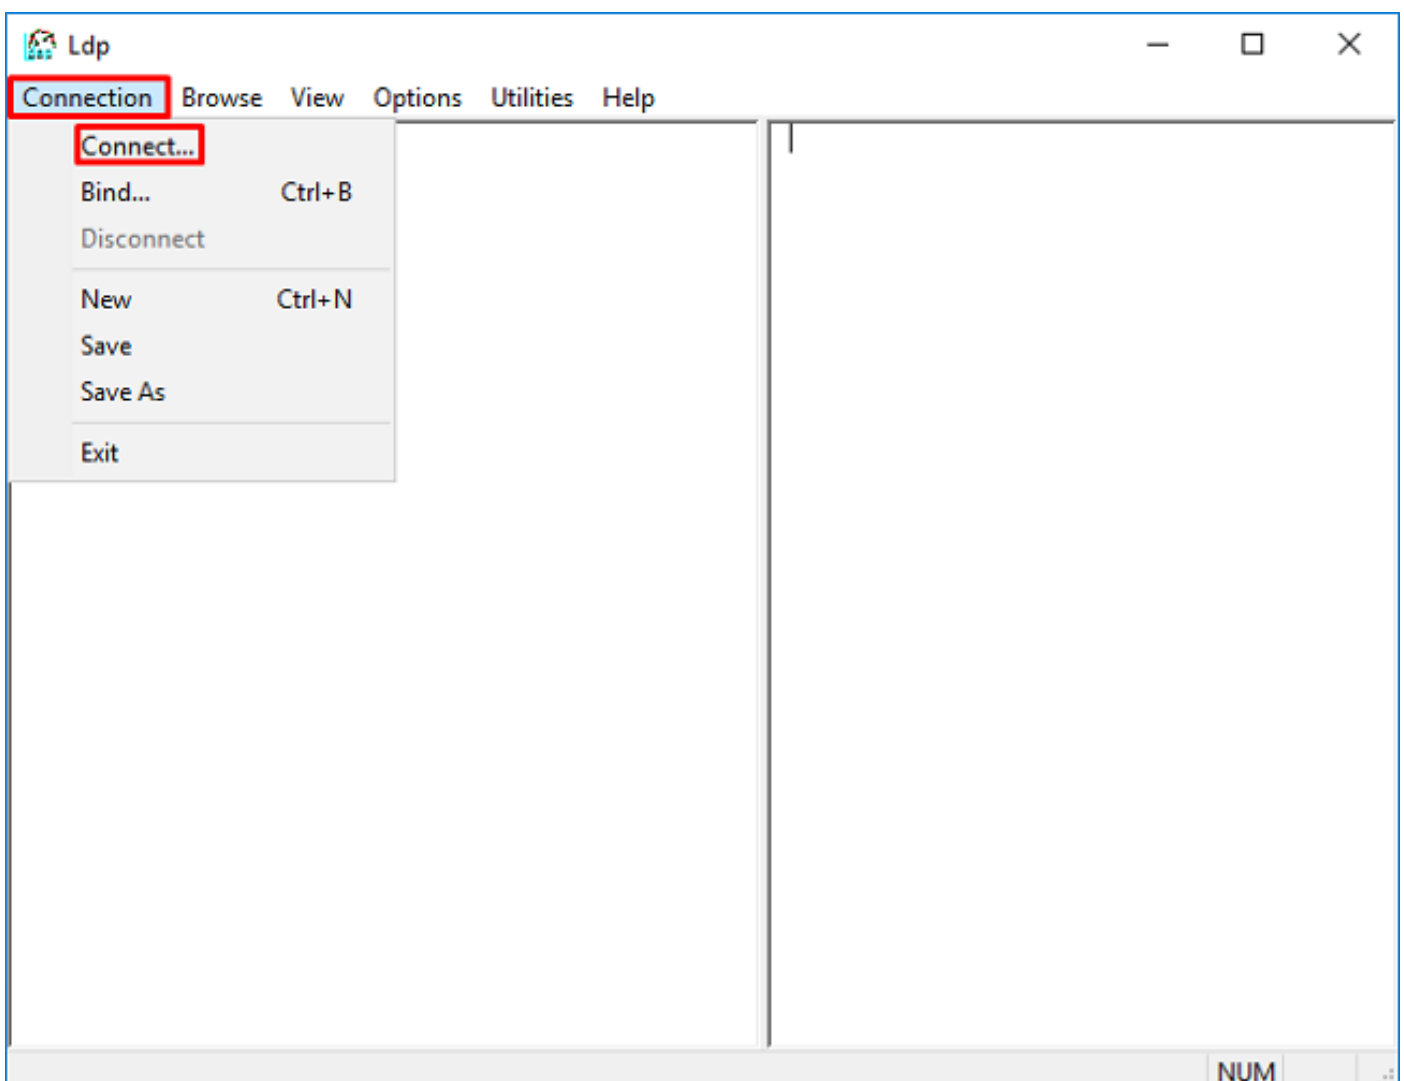 Ldp
Connection Browse View Options Utilities Help
Connect...
Bind... Ctrl+B
Disconnect
New Ctrl+N
Save
Save As
Exit
NUM